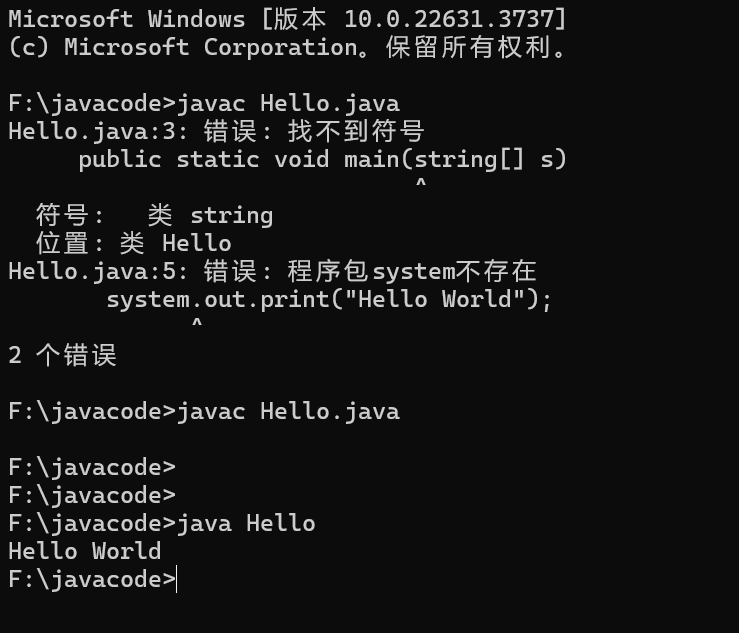 Microsoft Windows [版本 10.0.22631.3737]
(c) Microsoft Corporation。保留所有权利。
F:\javacode>javac Hello.java
Hello.java:3: 错误: 找不到符号
     public static void main(string[] s)
                             ^
  符号:   类 string
  位置: 类 Hello
Hello.java:5: 错误: 程序包system不存在
       system.out.print("Hello World");
             ^
2 个错误
F:\javacode>javac Hello.java
F:\javacode>
F:\javacode>
F:\javacode>java Hello
Hello World
F:\javacode>